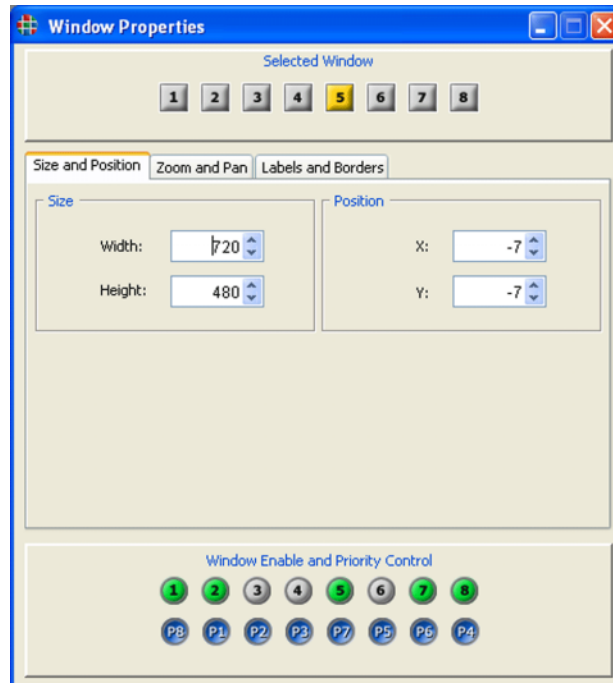 Window Properties
Selected Window
1 2 3 4 5 6 7 8
Size and Position Zoom and Pan Labels and Borders
Size Position
Width: 720 X: -7
Height: 480 Y: -7
Window Enable and Priority Control
1 2 3 4 5 6 7 8
P8 P1 P2 P3 P7 P5 P6 P4